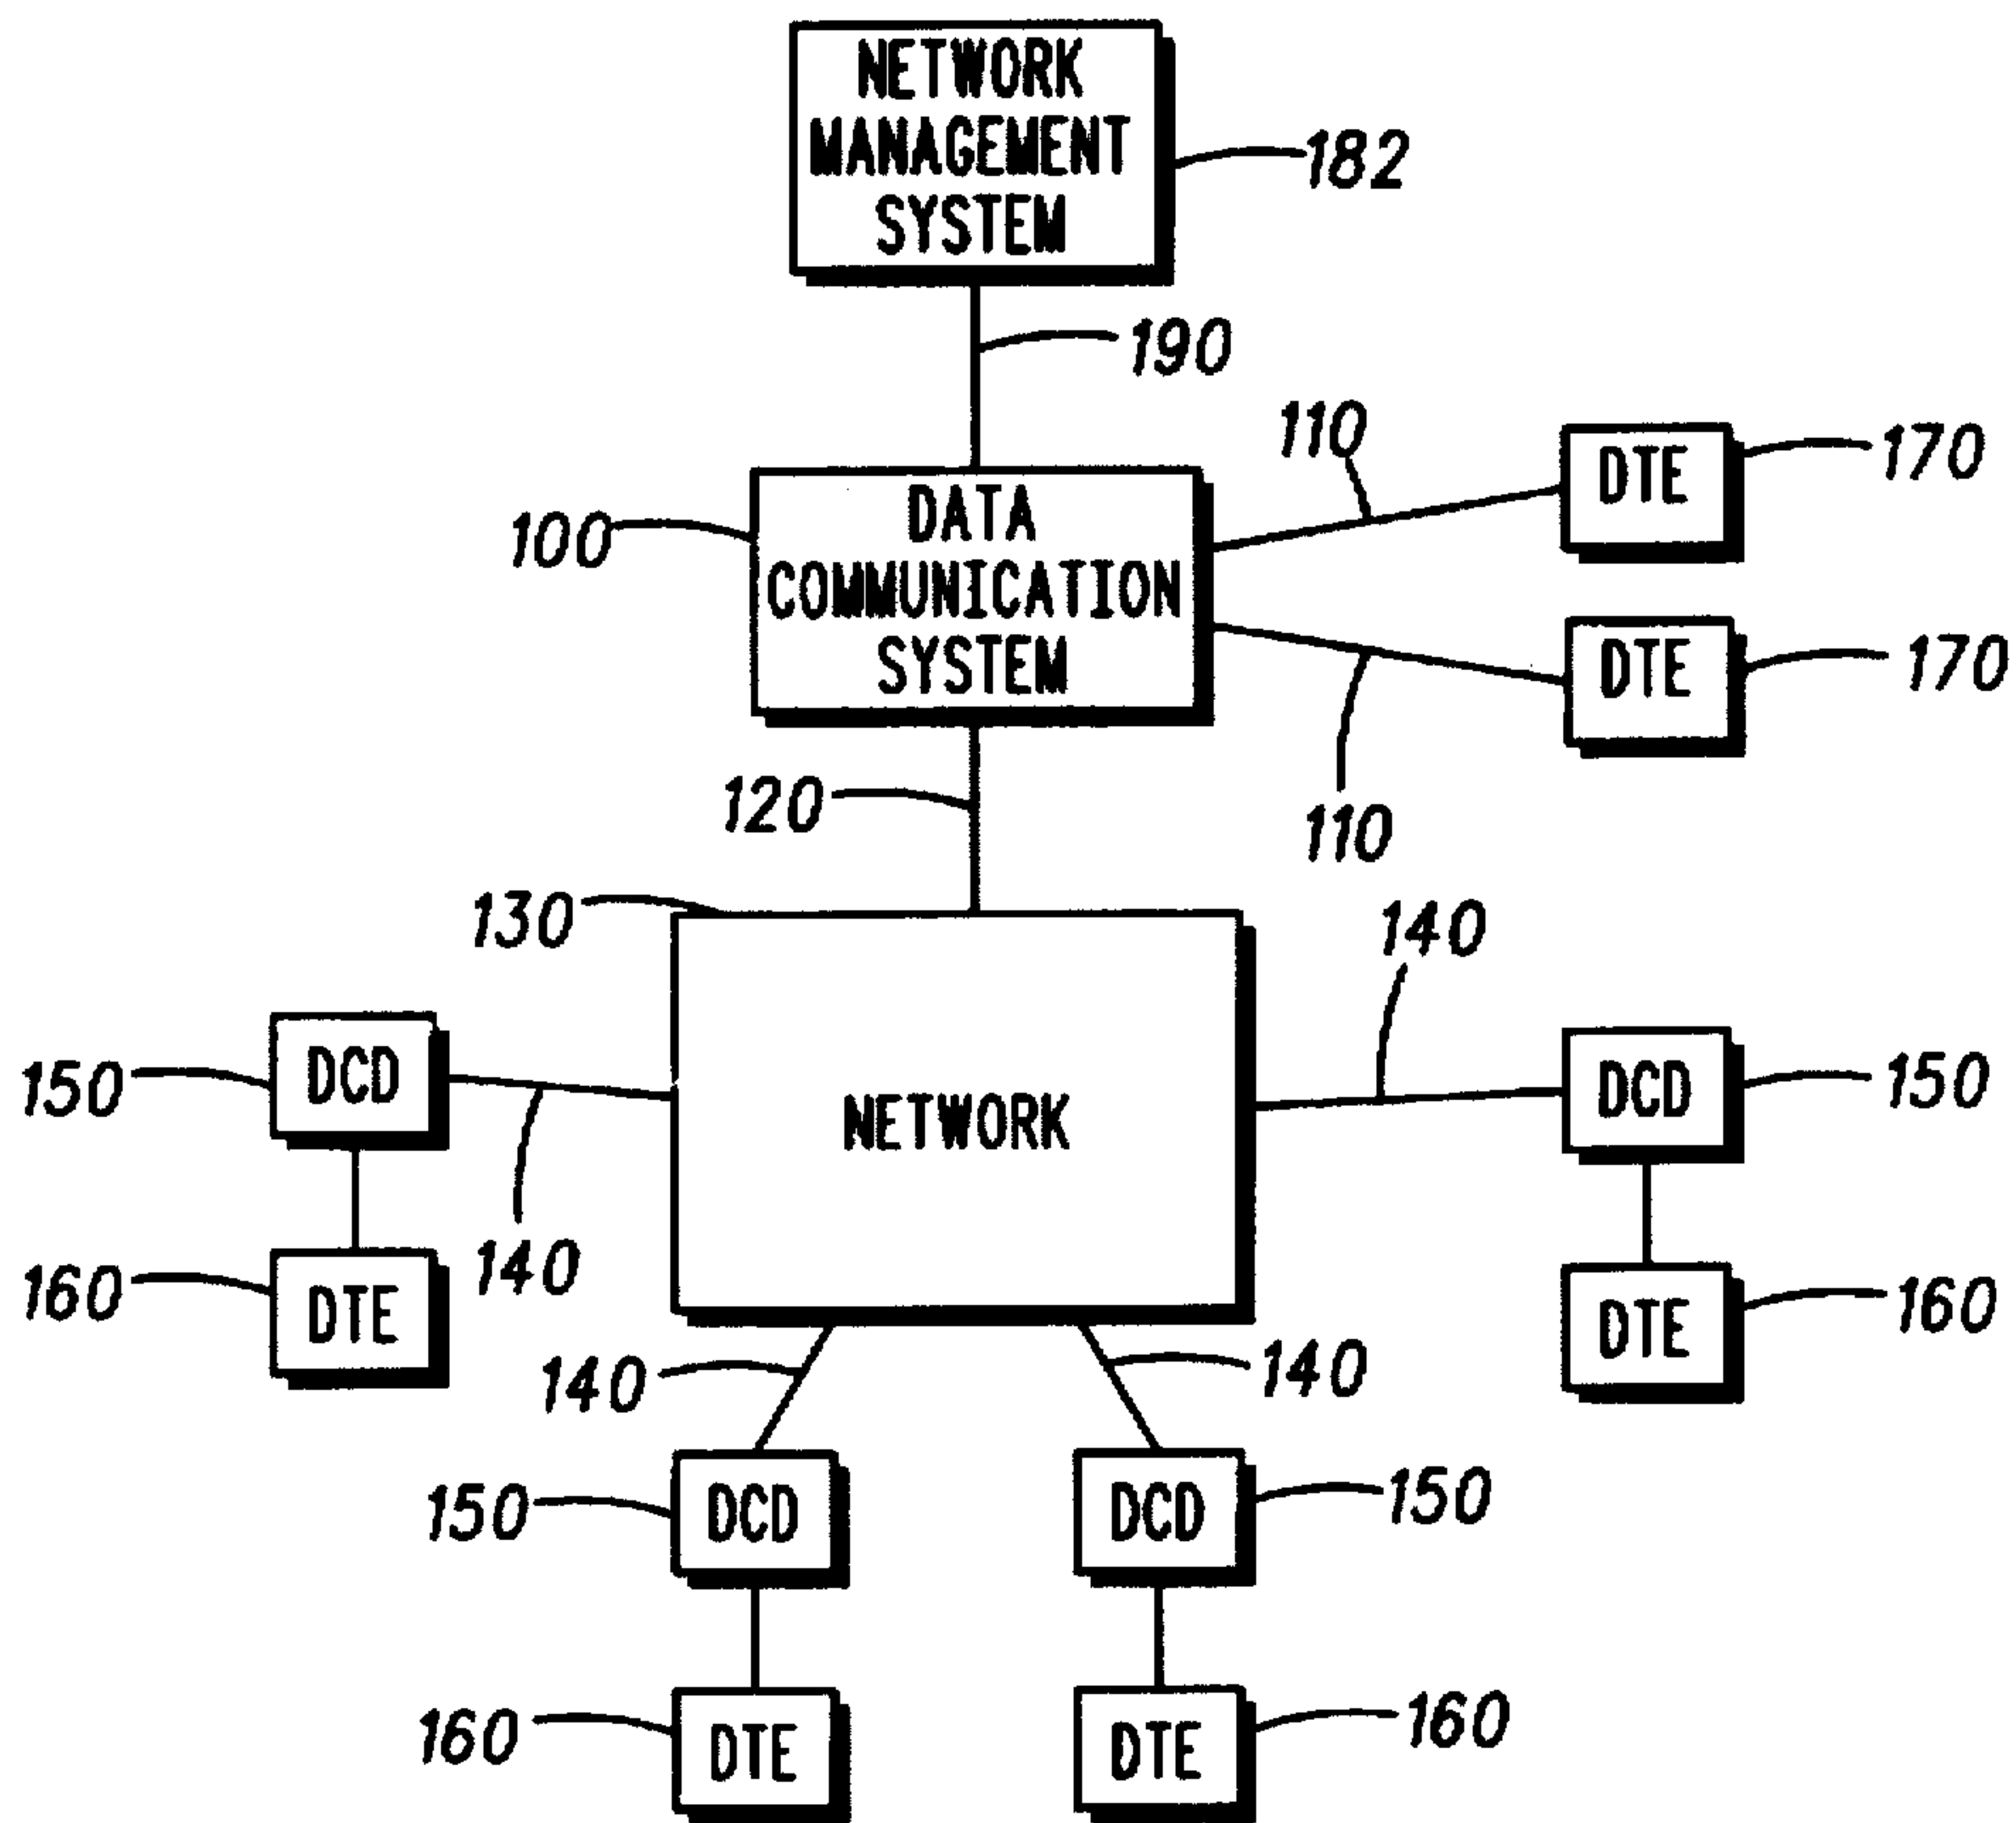 NETWORK
MANAGEMENT
SYSTEM
182
190
110
DTE
170
100
DATA
COMMUNICATION
SYSTEM
DTE
170
120
110
130
140
150
DCD
NETWORK
DCD
150
140
160
DTE
DTE
160
140
140
150
DCD
DCD
150
160
DTE
DTE
160